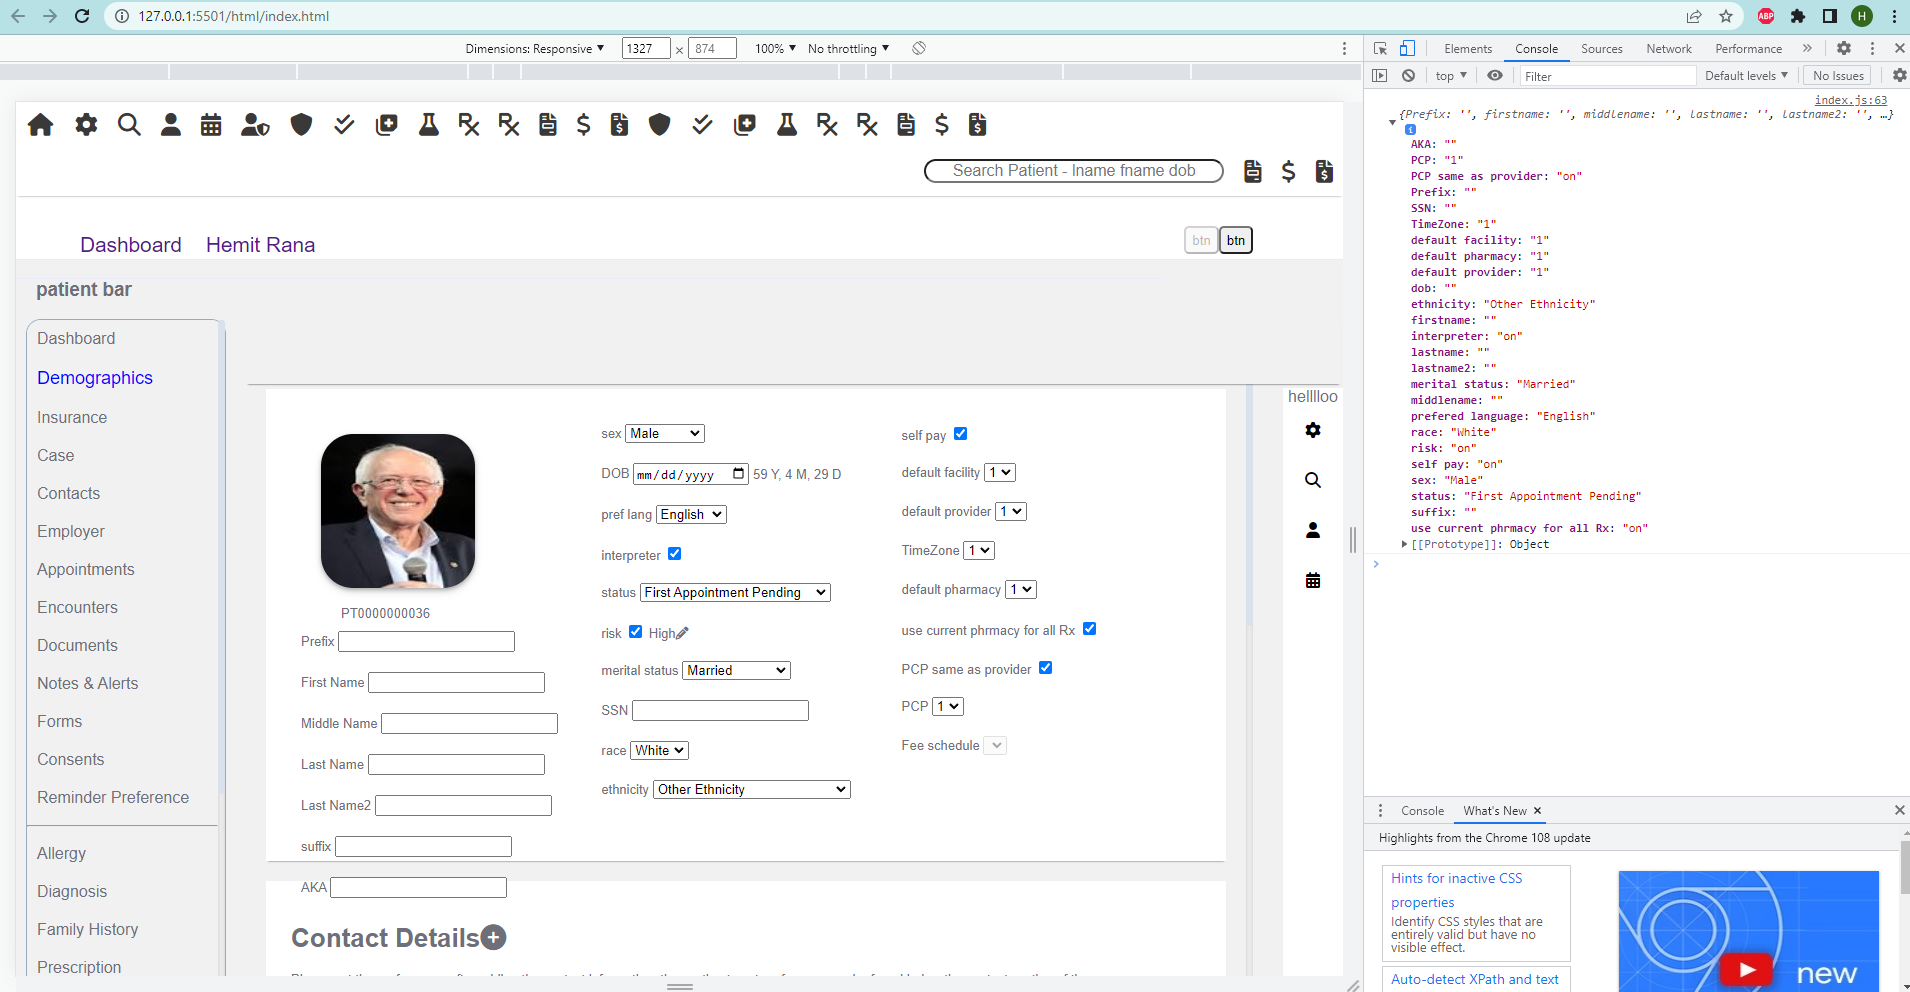 127.0.0.1:5501/html/index.html
ABP
H
Dimensions: Responsive ▼ 1327 × 874 100% ▼ No throttling ▼
Elements Console Sources Network Performance »
top ▼ Filter Default levels ▼ No Issues
index.js:63
{Prefix: '', firstname: '', middlename: '', lastname: '', lastname2: '', …}
AKA: ""
PCP: "1"
PCP same as provider: "on"
Prefix: ""
SSN: ""
TimeZone: "1"
default facility: "1"
default pharmacy: "1"
default provider: "1"
dob: ""
ethnicity: "Other Ethnicity"
firstname: ""
interpreter: "on"
lastname: ""
lastname2: ""
merital status: "Married"
middlename: ""
prefered language: "English"
race: "White"
risk: "on"
self pay: "on"
sex: "Male"
status: "First Appointment Pending"
suffix: ""
use current phrmacy for all Rx: "on"
[[Prototype]]: Object
Search Patient - lname fname dob
Dashboard Hemit Rana
btn btn
patient bar
Dashboard
Demographics
Insurance
Case
Contacts
Employer
Appointments
Encounters
Documents
Notes & Alerts
Forms
Consents
Reminder Preference
Allergy
Diagnosis
Family History
Prescription
PT0000000036
Prefix
First Name
Middle Name
Last Name
Last Name2
suffix
AKA
sex Male
DOB mm/dd/yyyy 59 Y, 4 M, 29 D
pref lang English
interpreter
status First Appointment Pending
risk High
merital status Married
SSN
race White
ethnicity Other Ethnicity
self pay
default facility 1
default provider 1
TimeZone 1
default pharmacy 1
use current phrmacy for all Rx
PCP same as provider
PCP 1
Fee schedule
helllloo
Contact Details
Console What's New
Highlights from the Chrome 108 update
Hints for inactive CSS
properties
Identify CSS styles that are
entirely valid but have no
visible effect.
Auto-detect XPath and text
new